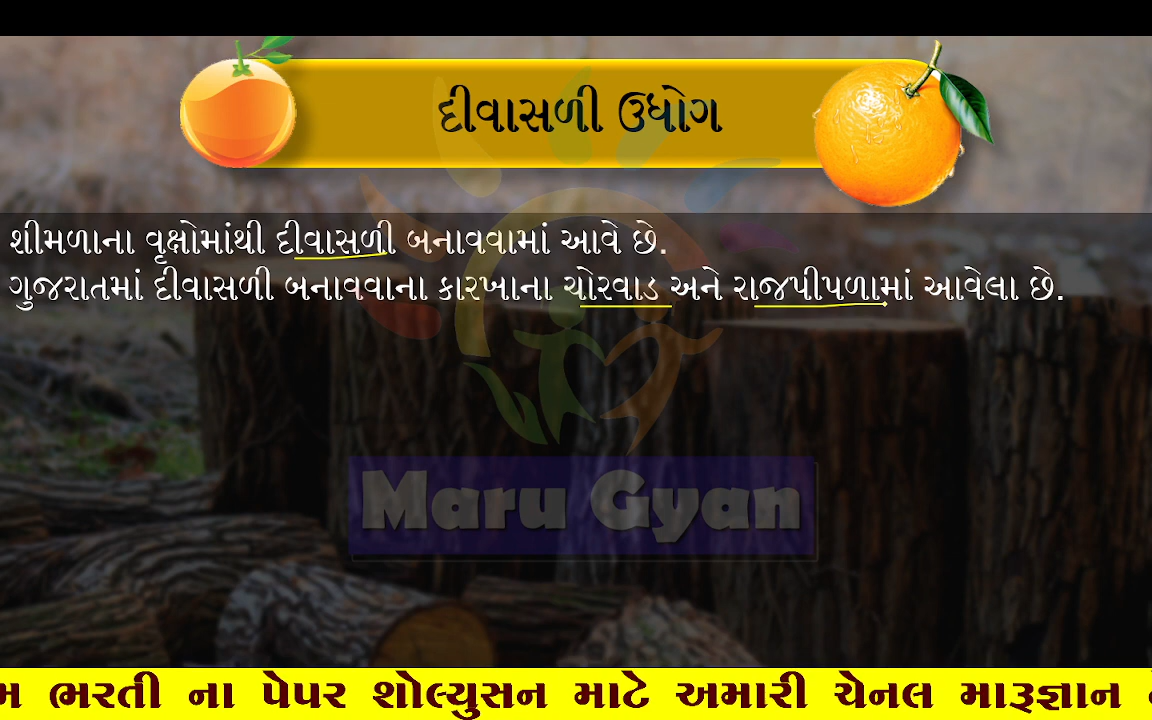 દીવાસળી ઉધોગ
શીમળાના વૃક્ષોમાંથી દીવાસળી બનાવવામાં આવે છે.
ગુજરાતમાં દીવાસળી બનાવવાના કારખાના ચોરવાડ અને રાજપીપળામાં આવેલા છે.
Maru Gyan
ભરતી ના પેપર શોલ્યુસન માટે અમારી ચેનલ મારૂજ્ઞાન